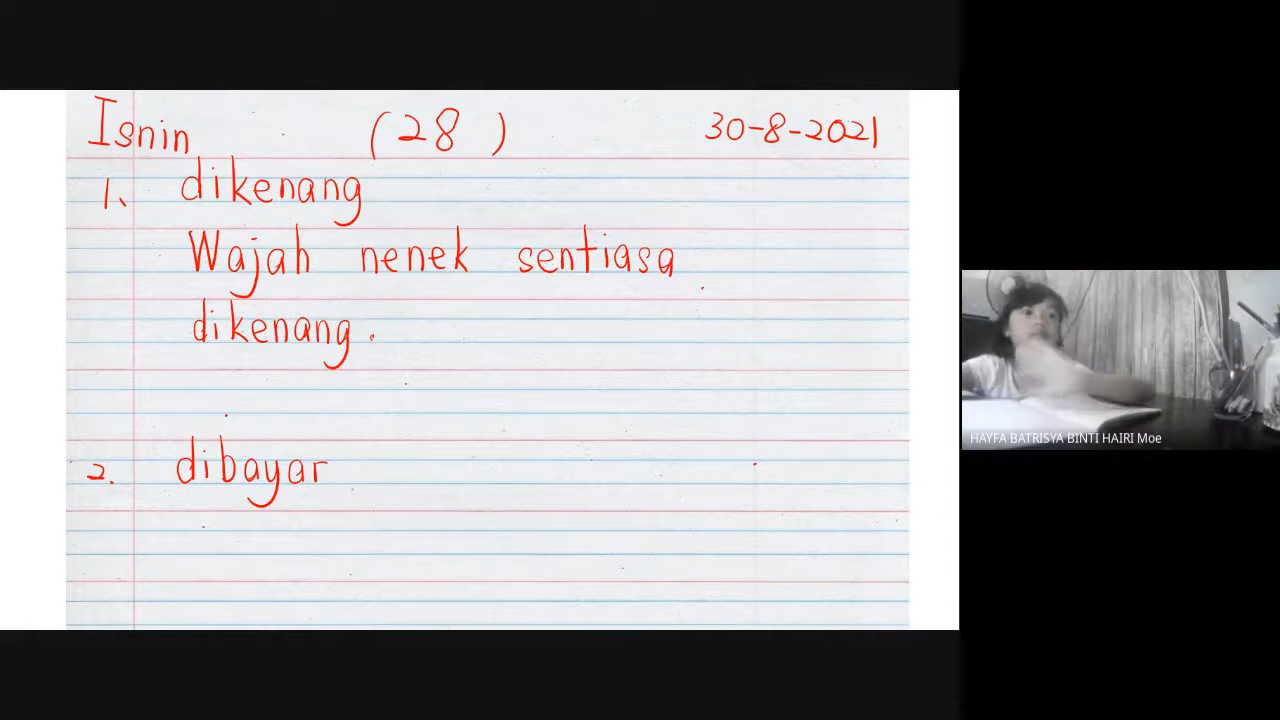 Isnin (28) 30-8-2021
1. dikenang
Wajah nenek sentiasa
dikenang.
2. dibayar
HAYFA BATRISYA BINTI HAIRI Moe